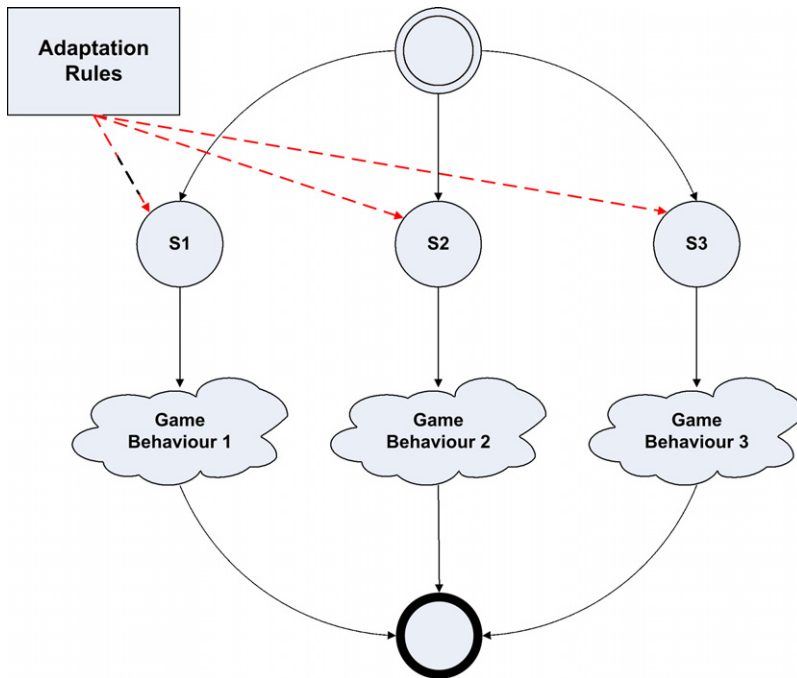 Adaptation
Rules
S1
S2
S3
Game
Behaviour 1
Game
Behaviour 2
Game
Behaviour 3